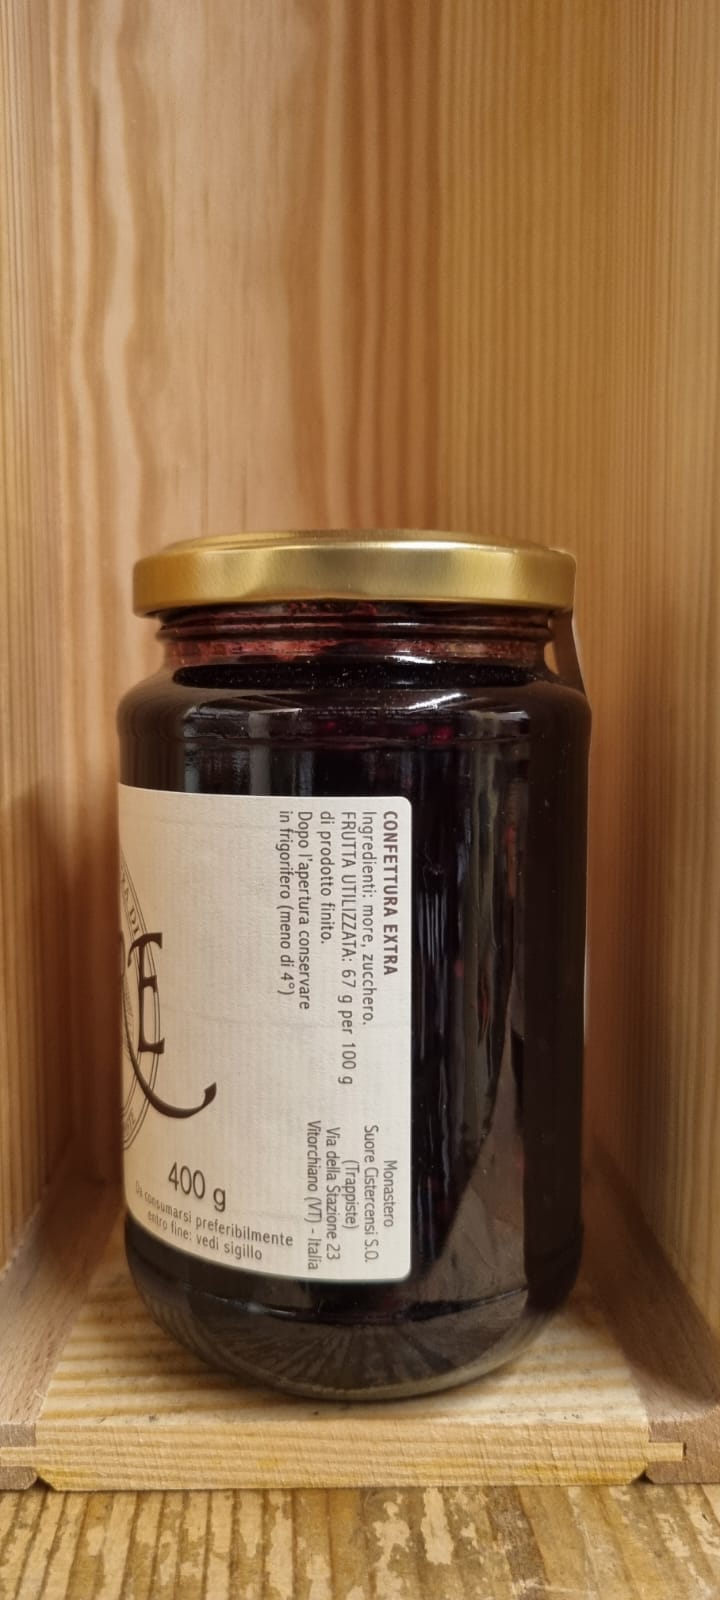 CONFETTURA EXTRA
Ingredienti: more, zucchero.
FRUTTA UTILIZZATA: 67 g per 100 g
di prodotto finito.
Dopo l'apertura conservare
in frigorifero (meno di 4°)
Monastero
Suore Cistercensi S.O.
(Trappiste)
Via della Stazione 23
Vitorchiano (VT) - Italia
RE
400 g
Da consumarsi preferibilmente
entro fine: vedi sigillo